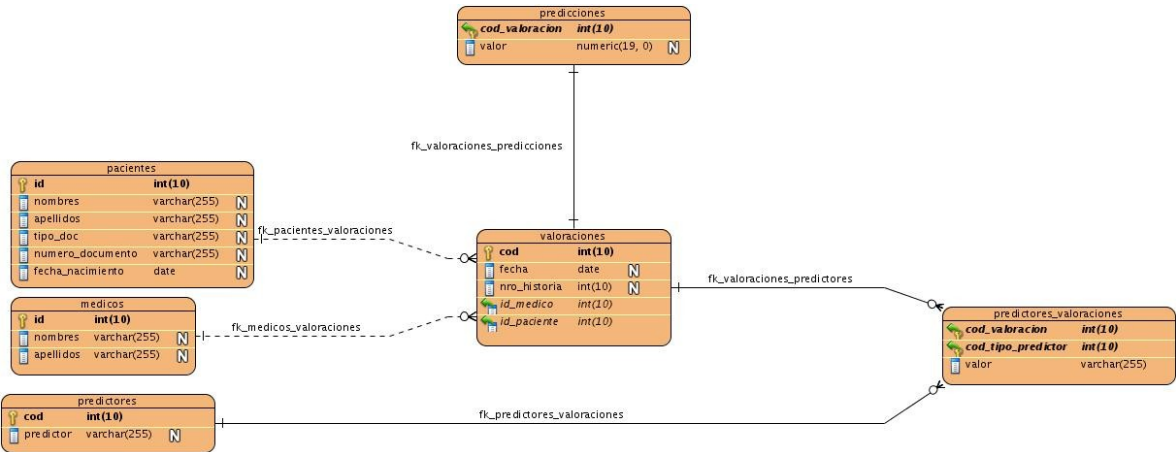 predicciones
cod_valoracion int(10)
valor numeric(19, 0) N
fk_valoraciones_predicciones
pacientes
id int(10)
nombres varchar(255) N
apellidos varchar(255) N
tipo_doc varchar(255) N
numero_documento varchar(255) N
fecha_nacimiento date N
fk_pacientes_valoraciones
valoraciones
cod int(10)
fecha date N
nro_historia int(10) N
id_medico int(10)
id_paciente int(10)
fk_valoraciones_predictores
medicos
id int(10)
nombres varchar(255) N
apellidos varchar(255) N
fk_medicos_valoraciones
predictores_valoraciones
cod_valoracion int(10)
cod_tipo_predictor int(10)
valor varchar(255)
predictores
cod int(10)
predictor varchar(255) N
fk_predictores_valoraciones